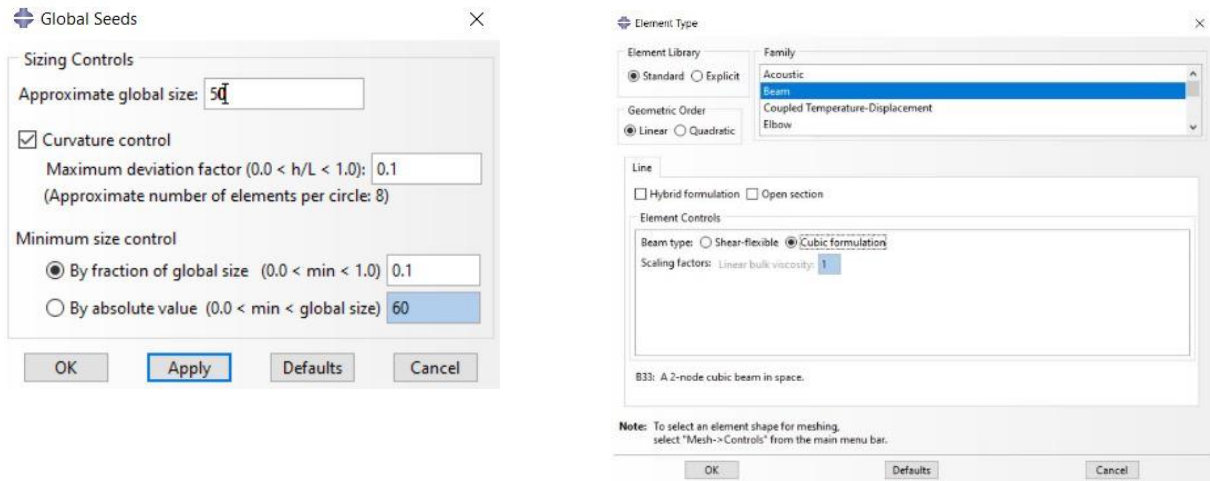 Global Seeds
Sizing Controls
Approximate global size: 50
Curvature control
Maximum deviation factor (0.0 < h/L < 1.0): 0.1
(Approximate number of elements per circle: 8)
Minimum size control
By fraction of global size (0.0 < min < 1.0) 0.1
By absolute value (0.0 < min < global size) 60
OK Apply Defaults Cancel
Element Type
Element Library
Standard Explicit
Geometric Order
Linear Quadratic
Family
Acoustic
Beam
Coupled Temperature-Displacement
Elbow
Line
Hybrid formulation Open section
Element Controls
Beam type: Shear-flexible Cubic formulation
Scaling factors: Linear bulk viscosity: 1
B33: A 2-node cubic beam in space.
Note: To select an element shape for meshing,
select "Mesh->Controls" from the main menu bar.
OK Defaults Cancel